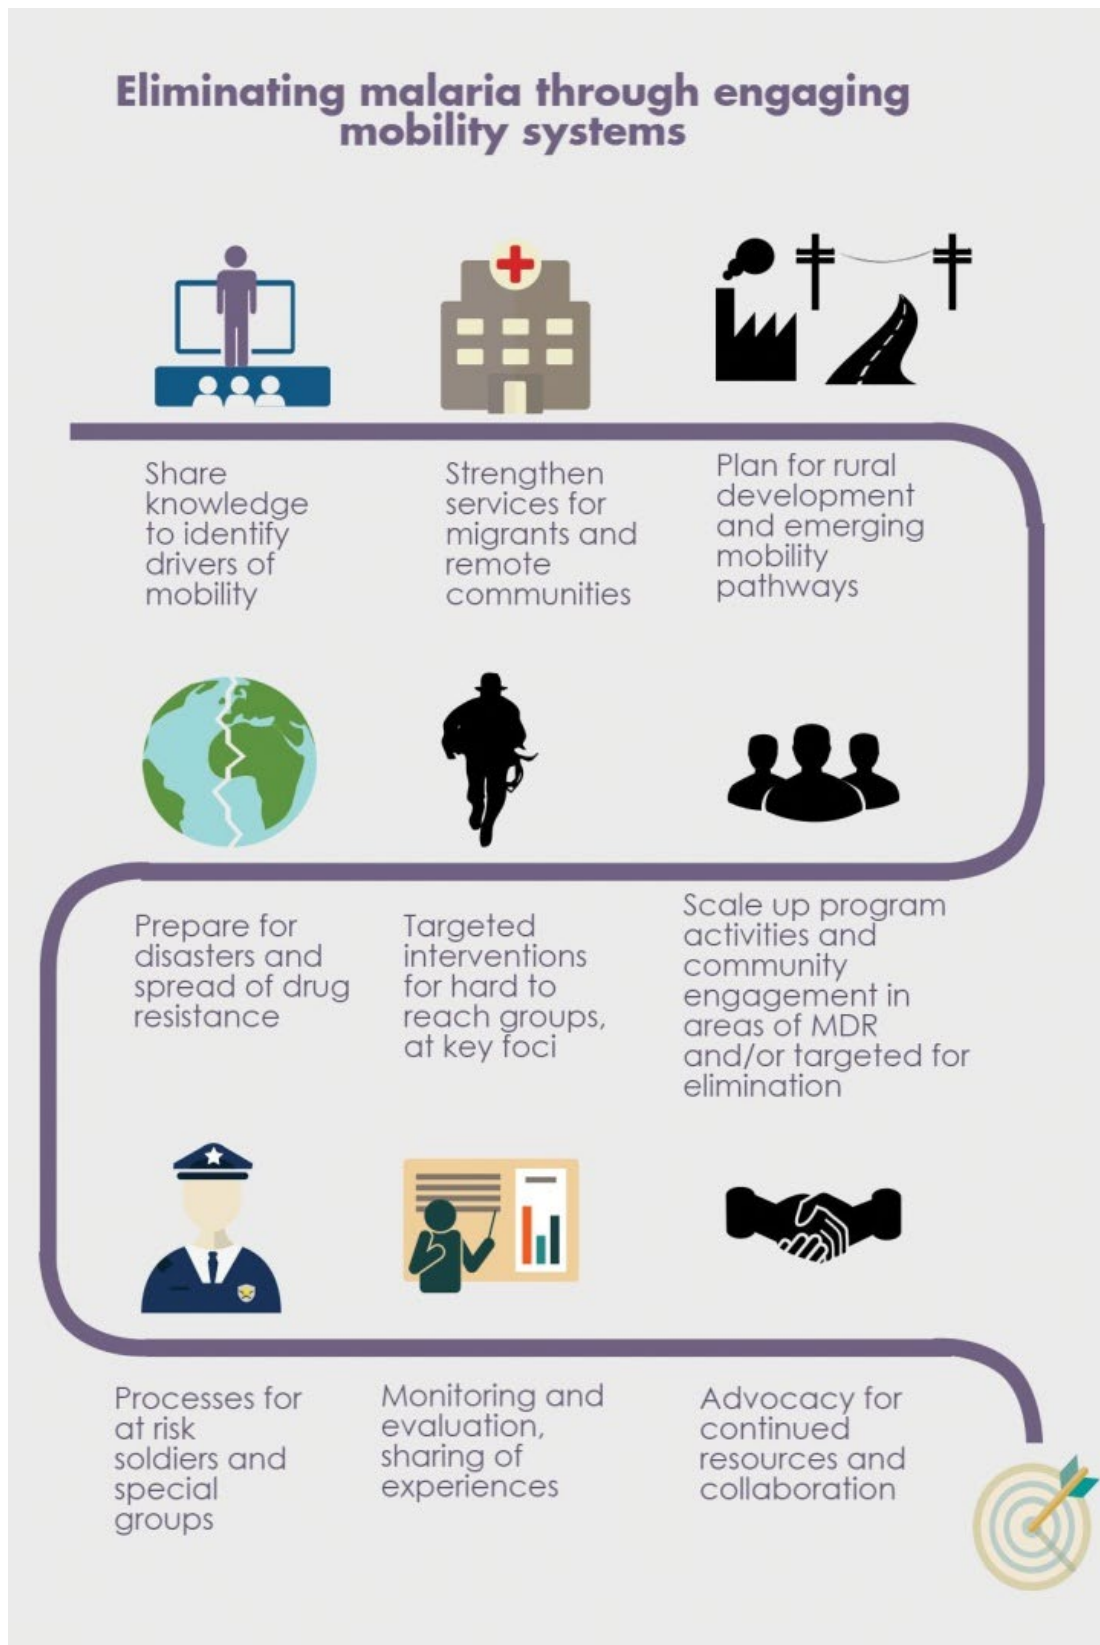 Eliminating malaria through engaging
mobility systems
Share
knowledge
to identify
drivers of
mobility
Strengthen
services for
migrants and
remote
communities
Plan for rural
development
and emerging
mobility
pathways
Prepare for
disasters and
spread of drug
resistance
Targeted
interventions
for hard to
reach groups,
at key foci
Scale up program
activities and
community
engagement in
areas of MDR
and/or targeted for
elimination
Processes for
at risk
soldiers and
special
groups
Monitoring and
evaluation,
sharing of
experiences
Advocacy for
continued
resources and
collaboration